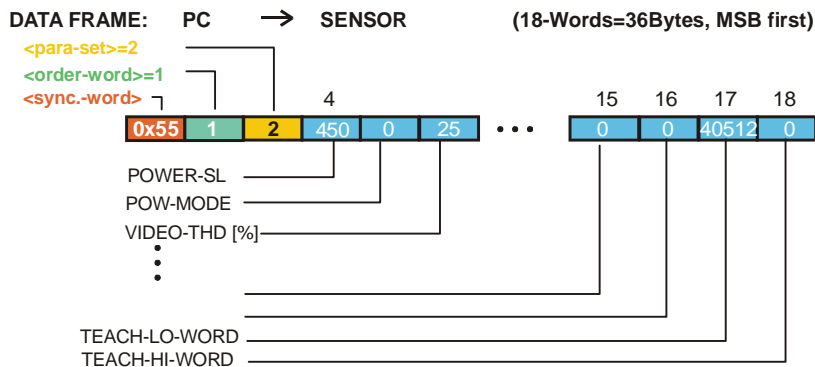 DATA FRAME: PC → SENSOR (18-Words=36Bytes, MSB first)
<para-set>=2
<order-word>=1
<sync.-word>
4 15 16 17 18
0x55 1 2 450 0 25 • • • 0 0 40512 0
POWER-SL
POW-MODE
VIDEO-THD [%]
TEACH-LO-WORD
TEACH-HI-WORD